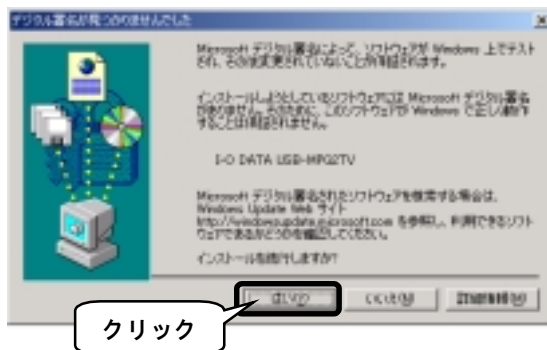 デジタル署名が見つかりませんでした
Microsoft デジタル署名によって、ソフトウェアが Windows 上でテスト
され、その後変更されていないことが保証されます。
インストールしようとしているソフトウェアには Microsoft デジタル署名
がありません。そのために、このソフトウェアが Windows で正しく動作
することは保証されません。
I-O DATA USB-MPG2TV
Microsoft デジタル署名されたソフトウェアを検索する場合は、
Windows Update Web サイト
http://windowsupdate.microsoft.com を参照し、利用できるソフト
ウェアであるかどうかを確認してください。
インストールを続行しますか?
はい(Y) いいえ(N) 詳細情報(M)
クリック